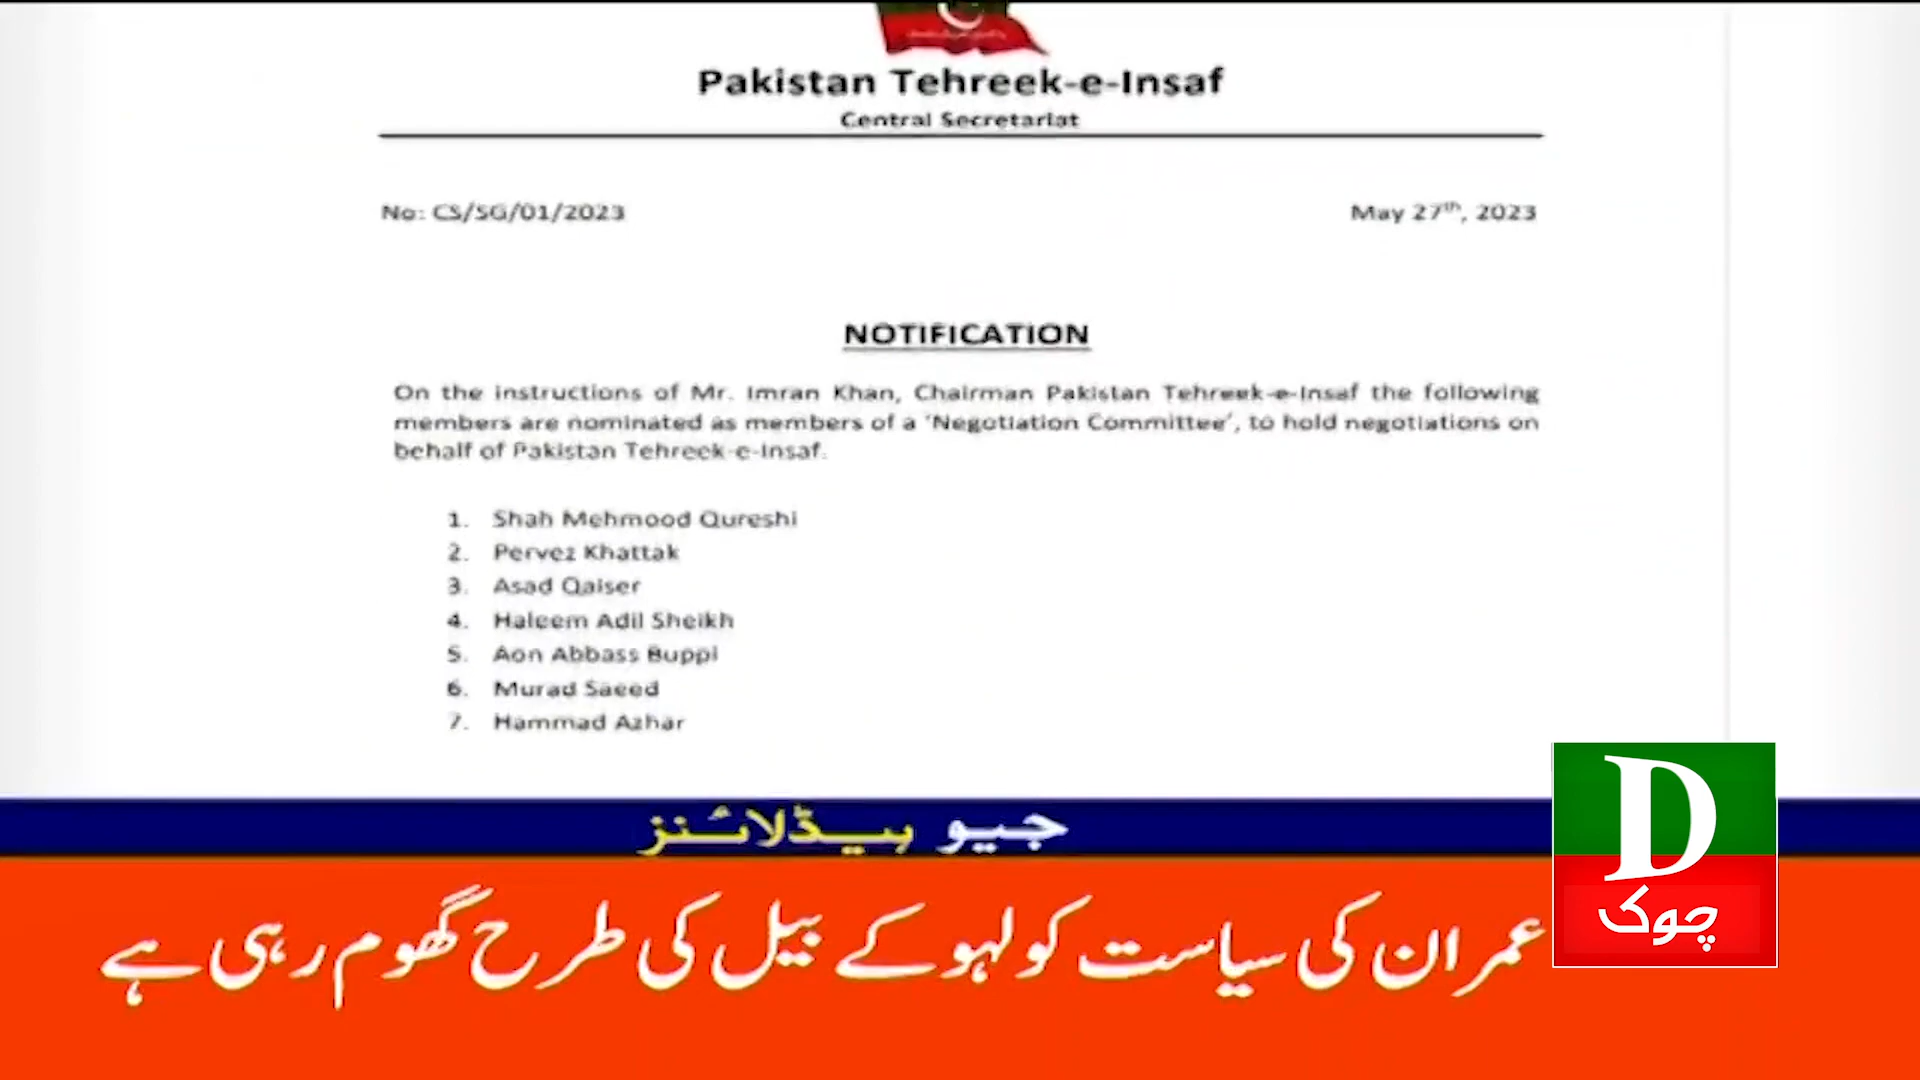 Pakistan Tehreek-e-Insaf
Central Secretariat
No: CS/SG/01/2023
May 27th, 2023
NOTIFICATION
On the instructions of Mr. Imran Khan, Chairman Pakistan Tehreek-e-Insaf the following
members are nominated as members of a 'Negotiation Committee', to hold negotiations on
behalf of Pakistan Tehreek-e-Insaf.
1. Shah Mehmood Qureshi
2. Pervez Khattak
3. Asad Qaiser
4. Haleem Adil Sheikh
5. Aon Abbass Buppi
6. Murad Saeed
7. Hammad Azhar
جیو ہیڈلائنز
D
چوک
عمران کی سیاست کولہو کے بیل کی طرح گھوم رہی ہے